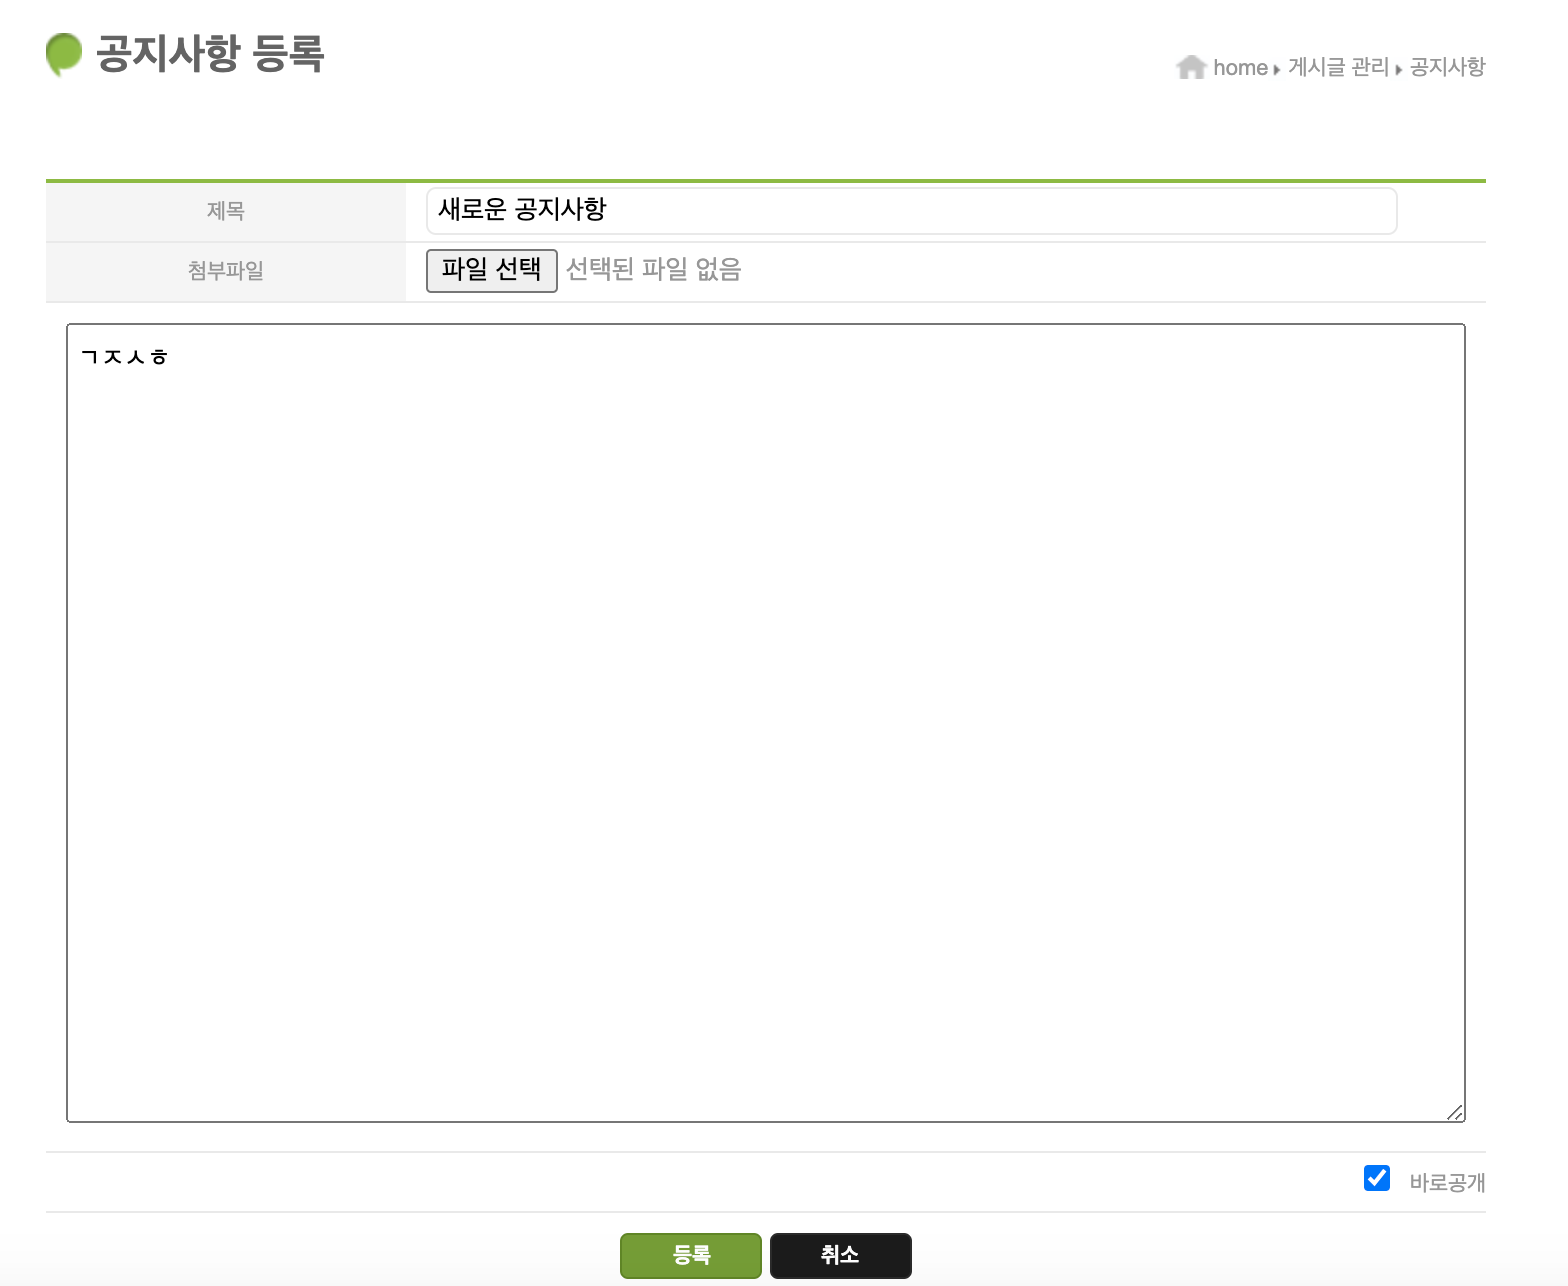 공지사항 등록
home 게시글 관리 공지사항
제목 새로운 공지사항
첨부파일 파일 선택 선택된 파일 없음
ㄱㅈㅅㅎ
바로공개
등록 취소